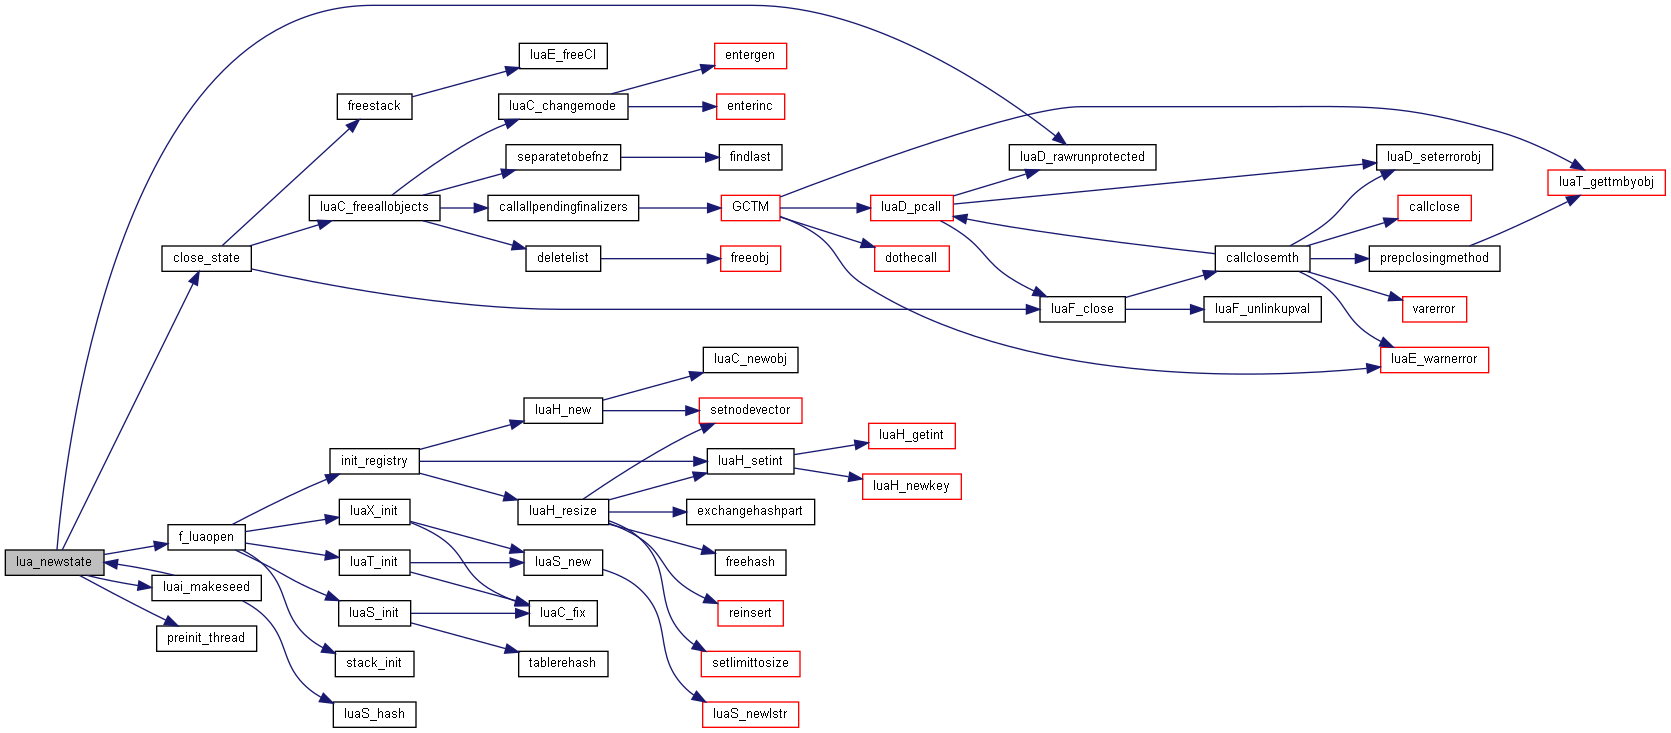 luaE_freeCI
entergen
freestack
luaC_changemode
enterinc
separatetobefnz
findlast
luaD_rawrunprotected
luaD_seterrorobj
luaT_gettmbyobj
luaC_freeallobjects
callallpendingfinalizers
GCTM
luaD_pcall
callclose
close_state
deletelist
freeobj
dothecall
callclosemth
prepclosingmethod
luaF_close
luaF_unlinkupval
varerror
luaC_newobj
luaE_warnerror
luaH_new
setnodevector
luaH_getint
init_registry
luaH_setint
luaH_newkey
luaX_init
luaH_resize
exchangehashpart
f_luaopen
lua_newstate
luaT_init
luaS_new
freehash
luai_makeseed
luaS_init
luaC_fix
reinsert
preinit_thread
stack_init
tablerehash
setlimittosize
luaS_hash
luaS_newlstr